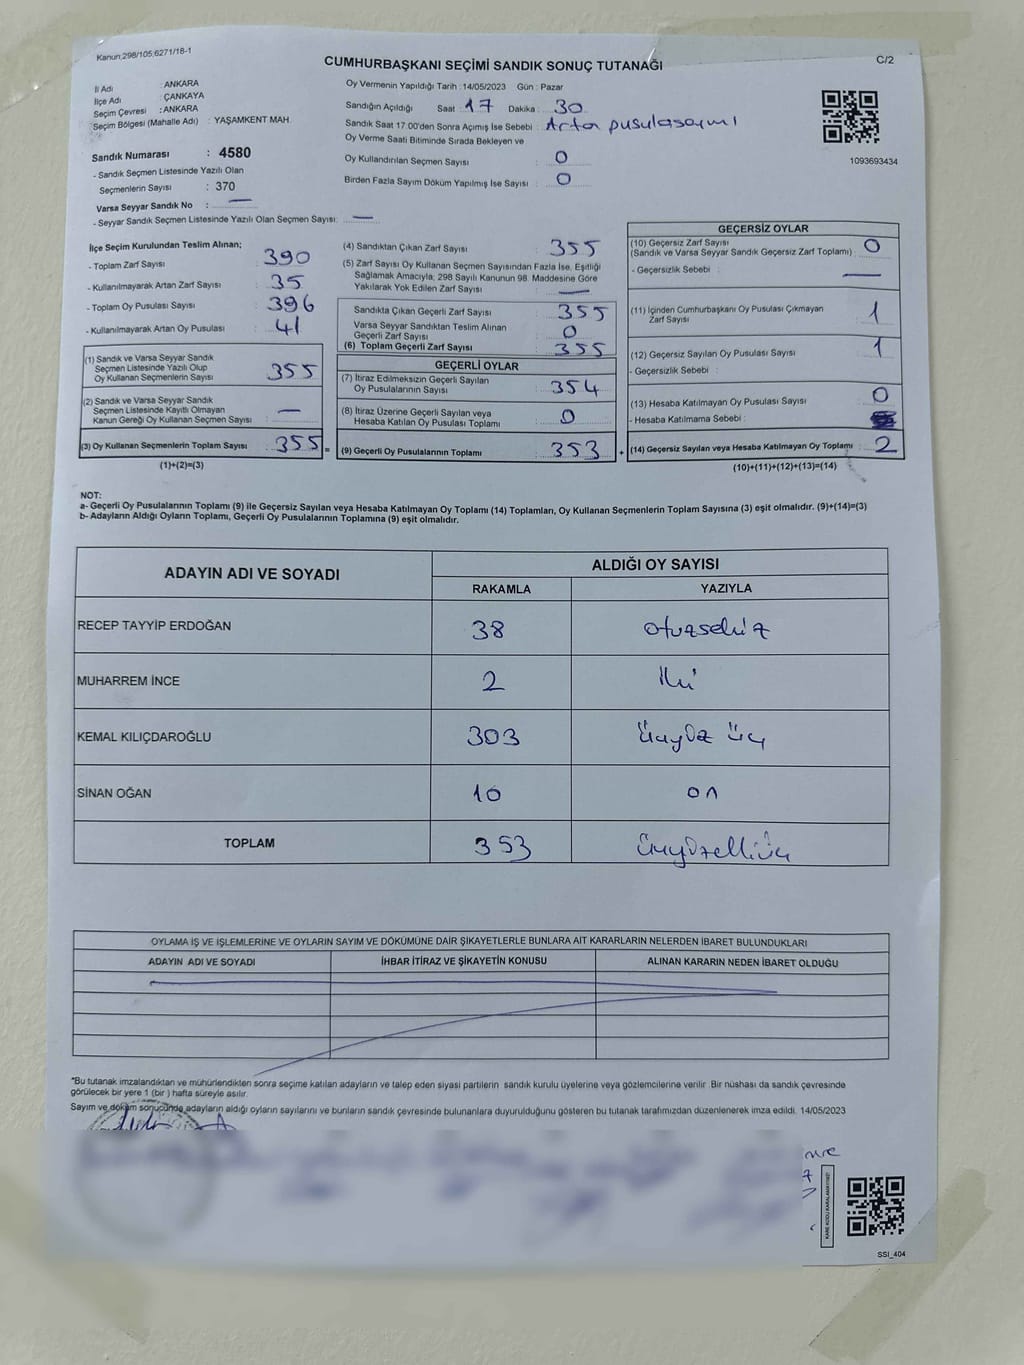 Kanun:298/105,6271/18-1
CUMHURBAŞKANI SEÇİMİ SANDIK SONUÇ TUTANAĞI
C/2
İl Adı : ANKARA
İlçe Adı : ÇANKAYA
Seçim Çevresi : ANKARA
Seçim Bölgesi (Mahalle Adı) : YAŞAMKENT MAH.
Sandık Numarası : 4580
- Sandık Seçmen Listesinde Yazılı Olan
Seçmenlerin Sayısı : 370
Varsa Seyyar Sandık No : —
- Seyyar Sandık Seçmen Listesinde Yazılı Olan Seçmen Sayısı: —
Oy Vermenin Yapıldığı Tarih : 14/05/2023 Gün : Pazar
Sandığın Açıldığı Saat : 17 Dakika : 30
Sandık Saat 17:00'den Sonra Açımış İse Sebebi : Artan pusulasayımı
Oy Verme Saati Bitiminde Sırada Bekleyen ve
Oy Kullandırılan Seçmen Sayısı : 0
Birden Fazla Sayım Döküm Yapılmış İse Sayısı : 0
1093693434
İlçe Seçim Kurulundan Teslim Alınan;
- Toplam Zarf Sayısı : 390
- Kullanılmayarak Artan Zarf Sayısı : 35
- Toplam Oy Pusulası Sayısı : 396
- Kullanılmayarak Artan Oy Pusulası : 41
(1) Sandık ve Varsa Seyyar Sandık
Seçmen Listesinde Yazılı Olup
Oy Kullanan Seçmenlerin Sayısı : 355
(2) Sandık ve Varsa Seyyar Sandık
Seçmen Listesinde Kayıtlı Olmayan
Kanun Gereği Oy Kullanan Seçmen Sayısı : —
(3) Oy Kullanan Seçmenlerin Toplam Sayısı : 355
(1)+(2)=(3)
(4) Sandıktan Çıkan Zarf Sayısı : 355
(5) Zarf Sayısı Oy Kullanan Seçmen Sayısından Fazla İse, Eşitliği
Sağlamak Amacıyla, 298 Sayılı Kanunun 98. Maddesine Göre
Yakılarak Yok Edilen Zarf Sayısı : —
Sandıkta Çıkan Geçerli Zarf Sayısı : 355
Varsa Seyyar Sandıktan Teslim Alınan
Geçerli Zarf Sayısı : 0
(6) Toplam Geçerli Zarf Sayısı : 355
GEÇERLİ OYLAR
(7) İtiraz Edilmeksizin Geçerli Sayılan
Oy Pusulalarının Sayısı : 354
(8) İtiraz Üzerine Geçerli Sayılan veya
Hesaba Katılan Oy Pusulası Toplamı : 0
= (9) Geçerli Oy Pusulalarının Toplamı : 353
GEÇERSİZ OYLAR
(10) Geçersiz Zarf Sayısı
(Sandık ve Varsa Seyyar Sandık Geçersiz Zarf Toplamı) : 0
- Geçersizlik Sebebi : —
(11) İçinden Cumhurbaşkanı Oy Pusulası Çıkmayan
Zarf Sayısı : 1
(12) Geçersiz Sayılan Oy Pusulası Sayısı : 1
- Geçersizlik Sebebi :
(13) Hesaba Katılmayan Oy Pusulası Sayısı : 0
- Hesaba Katılmama Sebebi :
+ (14) Geçersiz Sayılan veya Hesaba Katılmayan Oy Toplamı : 2
(10)+(11)+(12)+(13)=(14)
NOT:
a- Geçerli Oy Pusulalarının Toplamı (9) ile Geçersiz Sayılan veya Hesaba Katılmayan Oy Toplamı (14) Toplamları, Oy Kullanan Seçmenlerin Toplam Sayısına (3) eşit olmalıdır. (9)+(14)=(3)
b- Adayların Aldığı Oyların Toplamı, Geçerli Oy Pusulalarının Toplamına (9) eşit olmalıdır.
ADAYIN ADI VE SOYADI ALDIĞI OY SAYISI
RAKAMLA YAZIYLA
RECEP TAYYİP ERDOĞAN 38 otuzsekiz
MUHARREM İNCE 2 İki
KEMAL KILIÇDAROĞLU 303 Üçyüz üç
SİNAN OĞAN 10 on
TOPLAM 353 üçyüzelliüç
OYLAMA İŞ VE İŞLEMLERİNE VE OYLARIN SAYIM VE DÖKÜMÜNE DAİR ŞİKAYETLERLE BUNLARA AİT KARARLARIN NELERDEN İBARET BULUNDUKLARI
ADAYIN ADI VE SOYADI İHBAR İTİRAZ VE ŞİKAYETİN KONUSU ALINAN KARARIN NEDEN İBARET OLDUĞU
*Bu tutanak imzalandıktan ve mühürlendikten sonra seçime katılan adayların ve talep eden siyasi partilerin sandık kurulu üyelerine veya gözlemcilerine verilir. Bir nüshası da sandık çevresinde
görülecek bir yere 1 (bir ) hafta süreyle asılır.
Sayım ve döküm sonucunda adayların aldığı oyların sayılarını ve bunların sandık çevresinde bulunanlara duyurulduğunu gösteren bu tutanak tarafımızdan düzenlenerek imza edildi. 14/05/2023
SSI_404